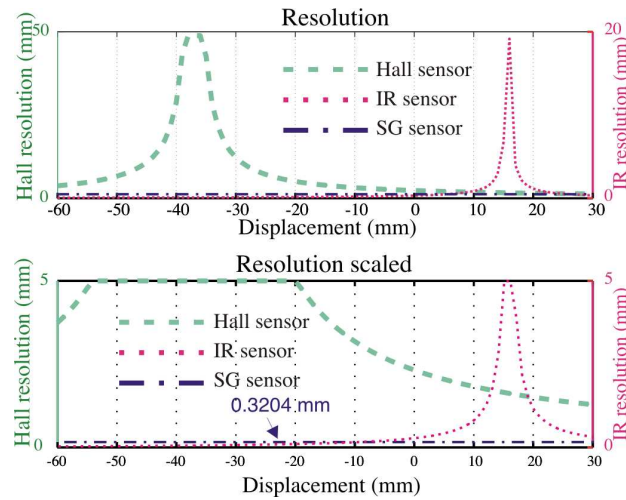 Resolution
Hall resolution (mm)
50
0
Hall sensor
IR sensor
SG sensor
20
10
0
IR resolution (mm)
-60 -50 -40 -30 -20 -10 0 10 20 30
Displacement (mm)
Resolution scaled
Hall resolution (mm)
5
0
Hall sensor
IR sensor
SG sensor
0.3204 mm
5
0
IR resolution (mm)
-60 -50 -40 -30 -20 -10 0 10 20 30
Displacement (mm)